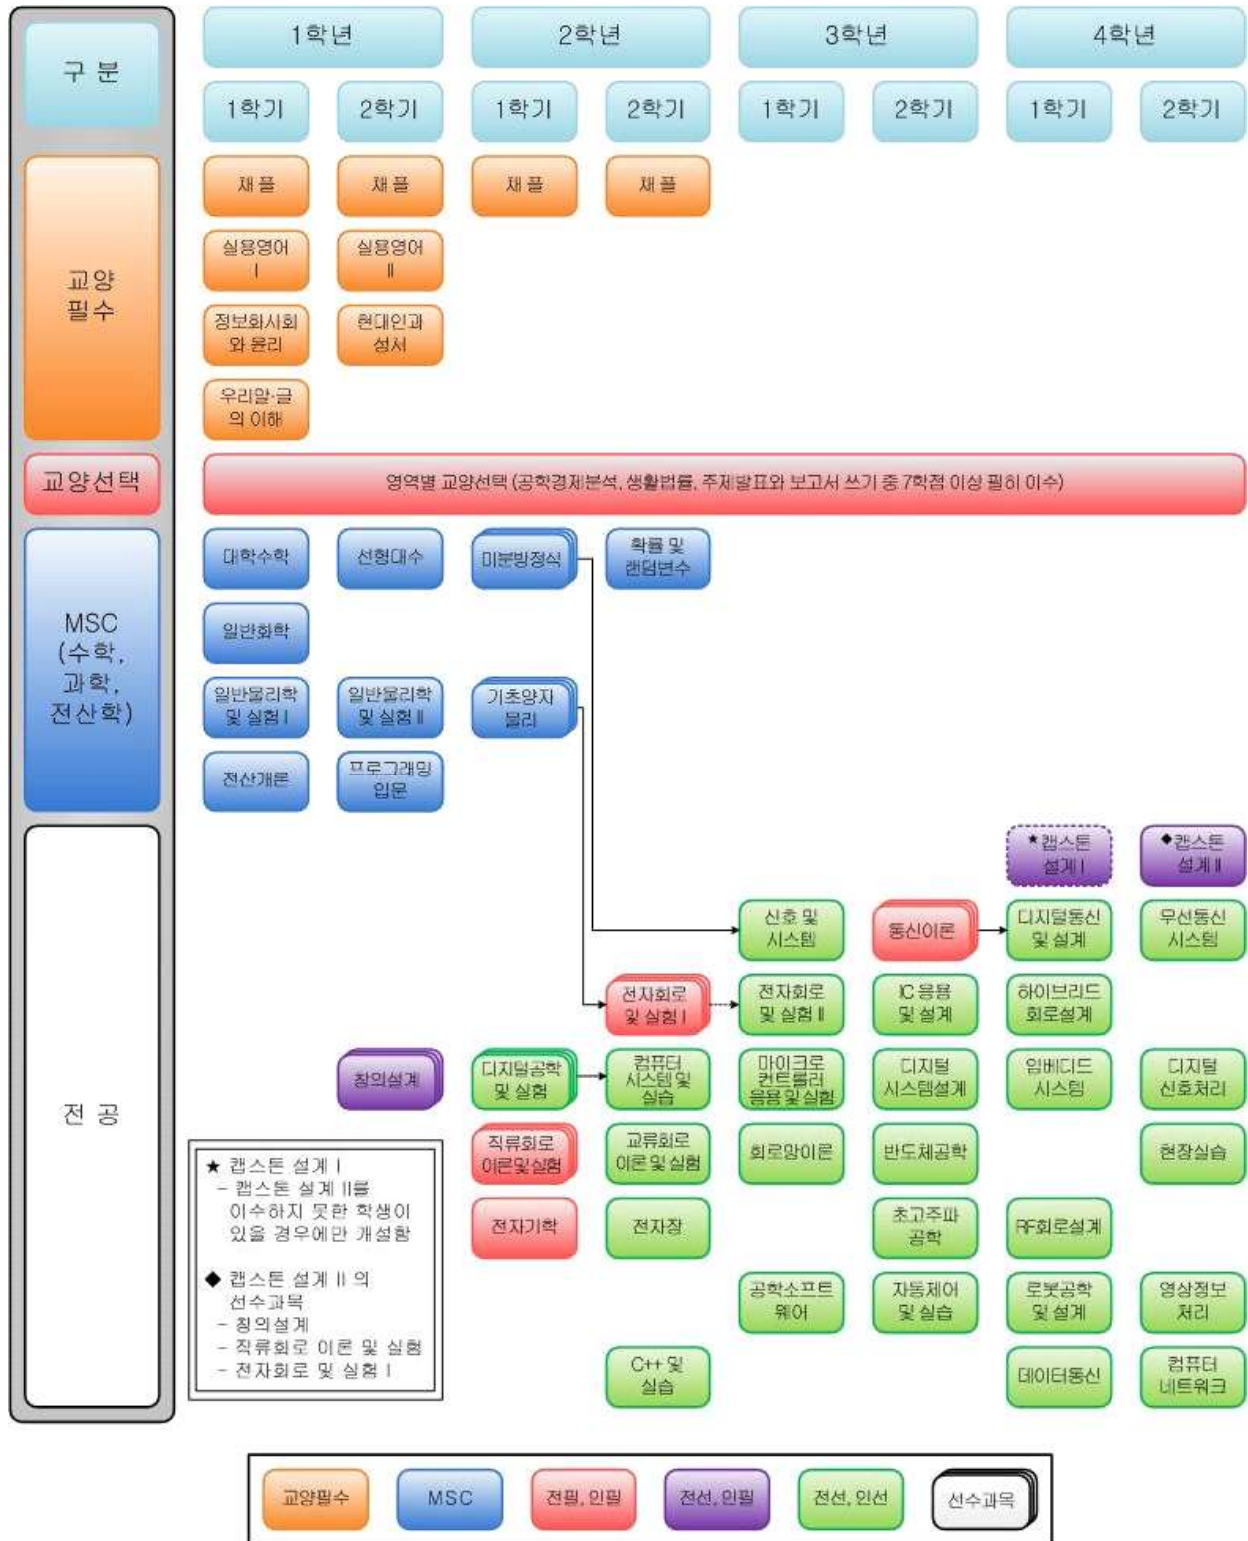 구 분
1학년
2학년
3학년
4학년
1학기
2학기
1학기
2학기
1학기
2학기
1학기
2학기
교양
필수
채플
채플
채플
채플
실용영어
Ⅰ
실용영어
Ⅱ
정보화사회
와 윤리
현대인과
성서
우리말·글
의 이해
교양선택
영역별 교양선택 (공학경제분석, 생활법률, 주제발표와 보고서 쓰기 중 7학점 이상 필히 이수)
MSC
(수학,
과학,
전산학)
대학수학
선형대수
미분방정식
확률 및
랜덤변수
일반화학
일반물리학
및 실험Ⅰ
일반물리학
및 실험Ⅱ
기초양자
물리
전산개론
프로그래밍
입문
전 공
★캡스톤
설계Ⅰ
◆캡스톤
설계Ⅱ
신호 및
시스템
통신이론
디지털통신
및 설계
무선통신
시스템
전자회로
및 실험Ⅰ
전자회로
및 실험Ⅱ
IC 응용
및 설계
하이브리드
회로설계
창의설계
디지털공학
및 실험
컴퓨터
시스템및
실습
마이크로
컨트롤러
응용및실험
디지털
시스템설계
임베디드
시스템
디지털
신호처리
직류회로
이론및실험
교류회로
이론및실험
회로망이론
반도체공학
현장실습
전자기학
전자장
초고주파
공학
RF회로설계
공학소프트
웨어
자동제어
및 실습
로봇공학
및 설계
영상정보
처리
C++ 및
실습
데이터통신
컴퓨터
네트워크
★ 캡스톤 설계 Ⅰ
- 캡스톤 설계 Ⅱ를
이수하지 못한 학생이
있을 경우에만 개설함
◆ 캡스톤 설계 Ⅱ 의
선수과목
- 창의설계
- 직류회로 이론 및 실험
- 전자회로 및 실험Ⅰ
교양필수
MSC
전필, 인필
전선, 인필
전선, 인선
선수과목